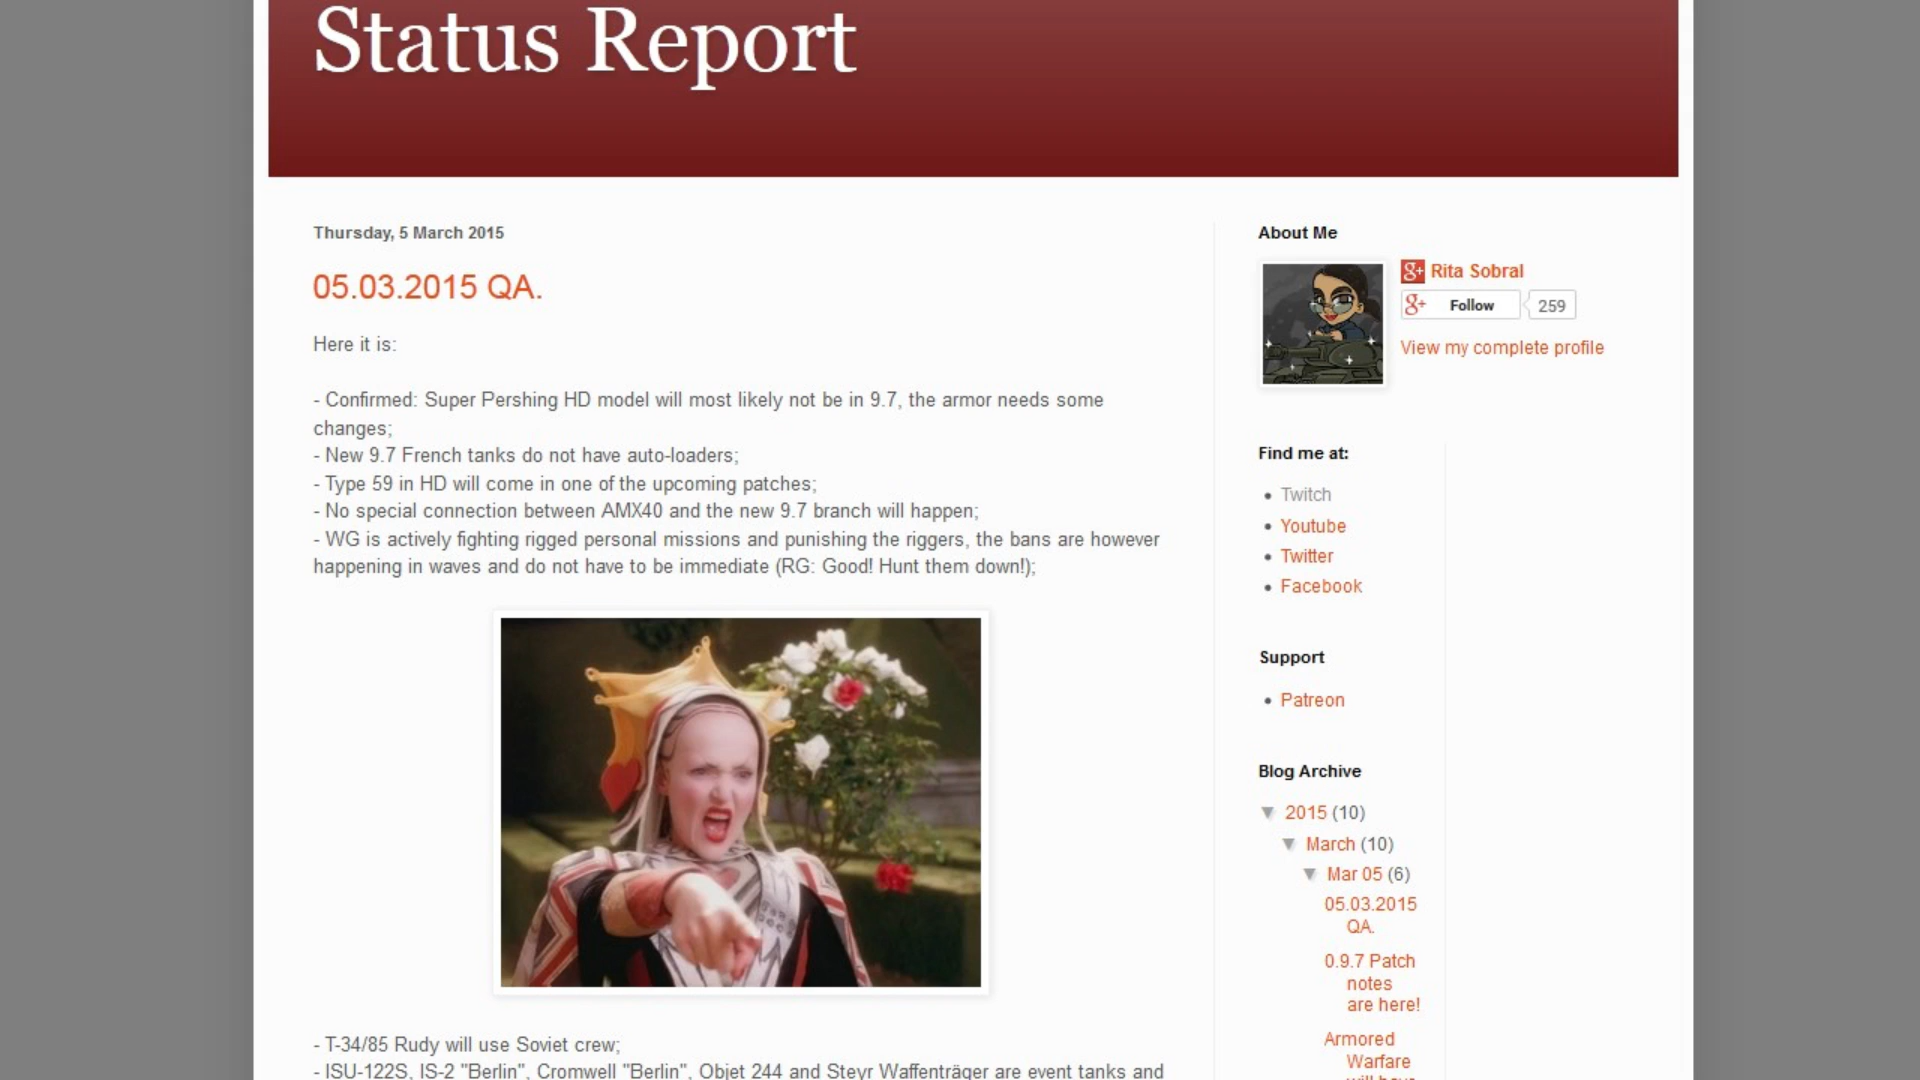 Status Report
Thursday, 5 March 2015
05.03.2015 QA.
Here it is:
- Confirmed: Super Pershing HD model will most likely not be in 9.7, the armor needs some
changes;
- New 9.7 French tanks do not have auto-loaders;
- Type 59 in HD will come in one of the upcoming patches;
- No special connection between AMX40 and the new 9.7 branch will happen;
- WG is actively fighting rigged personal missions and punishing the riggers, the bans are however
happening in waves and do not have to be immediate (RG: Good! Hunt them down!);
- T-34/85 Rudy will use Soviet crew;
- ISU-122S, IS-2 "Berlin", Cromwell "Berlin", Objet 244 and Steyr Waffenträger are event tanks and
About Me
g+ Rita Sobral
g+ Follow 259
View my complete profile
Find me at:
Twitch
Youtube
Twitter
Facebook
Support
Patreon
Blog Archive
▼ 2015 (10)
▼ March (10)
▼ Mar 05 (6)
05.03.2015
QA.
0.9.7 Patch
notes
are here!
Armored
Warfare
will have